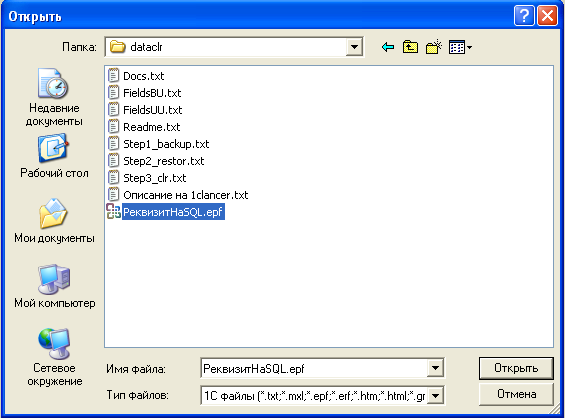 Открыть
Папка: dataclr
Недавние документы
Рабочий стол
Мои документы
Мой компьютер
Сетевое окружение
Docs.txt
FieldsBU.txt
FieldsUU.txt
Readme.txt
Step1_backup.txt
Step2_restor.txt
Step3_clr.txt
Описание на 1clancer.txt
РеквизитНаSQL.epf
Имя файла: РеквизитНаSQL.epf Открыть
Тип файлов: 1С файлы (*.txt;*.mxl;*.epf;*.erf;*.htm;*.html;*.gr Отмена